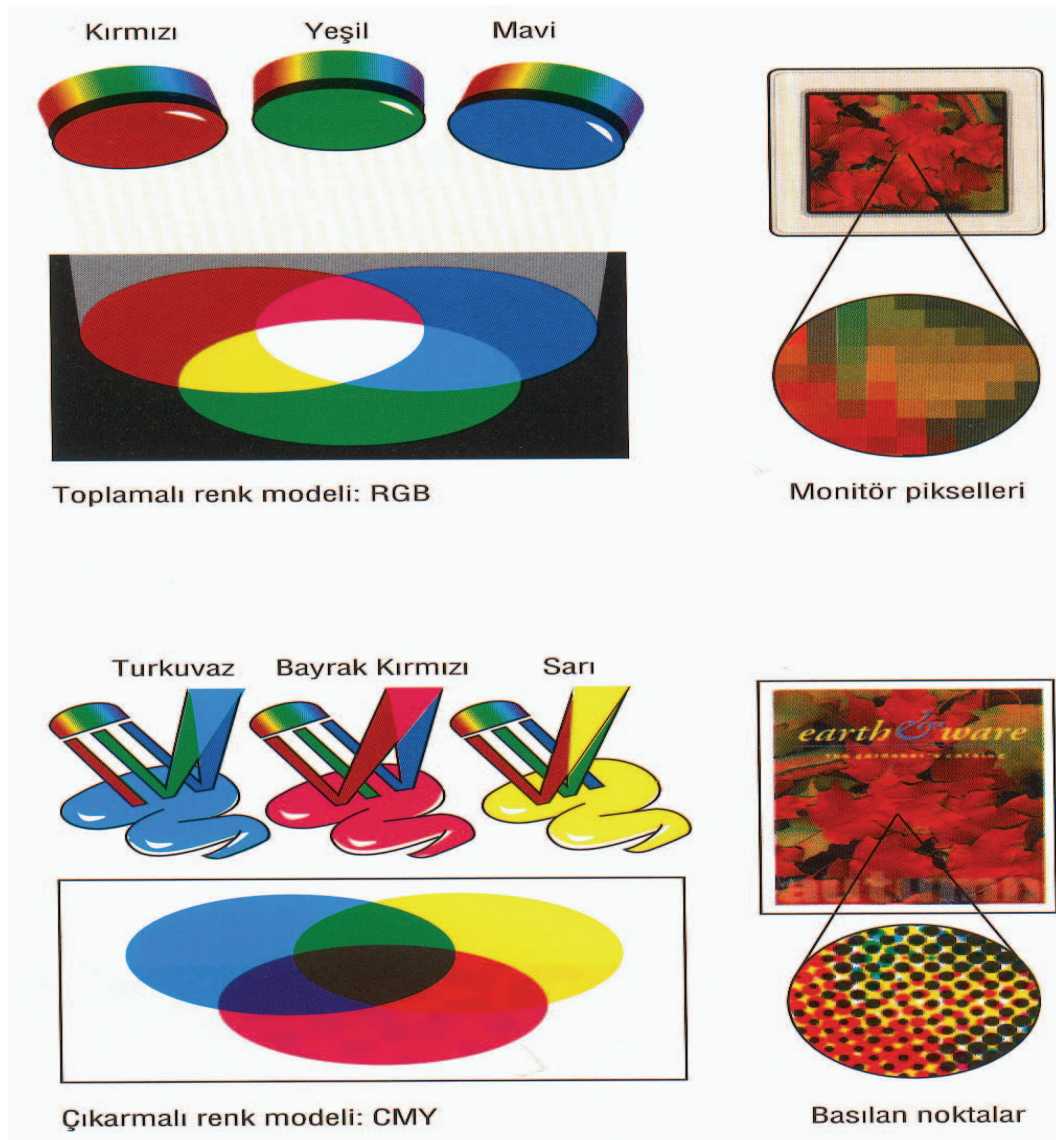 Kırmızı Yeşil Mavi
Toplamalı renk modeli: RGB
Monitör pikselleri
Turkuvaz Bayrak Kırmızı Sarı
earth & ware
the gardener's catalog
autumn
Çıkarmalı renk modeli: CMY
Basılan noktalar